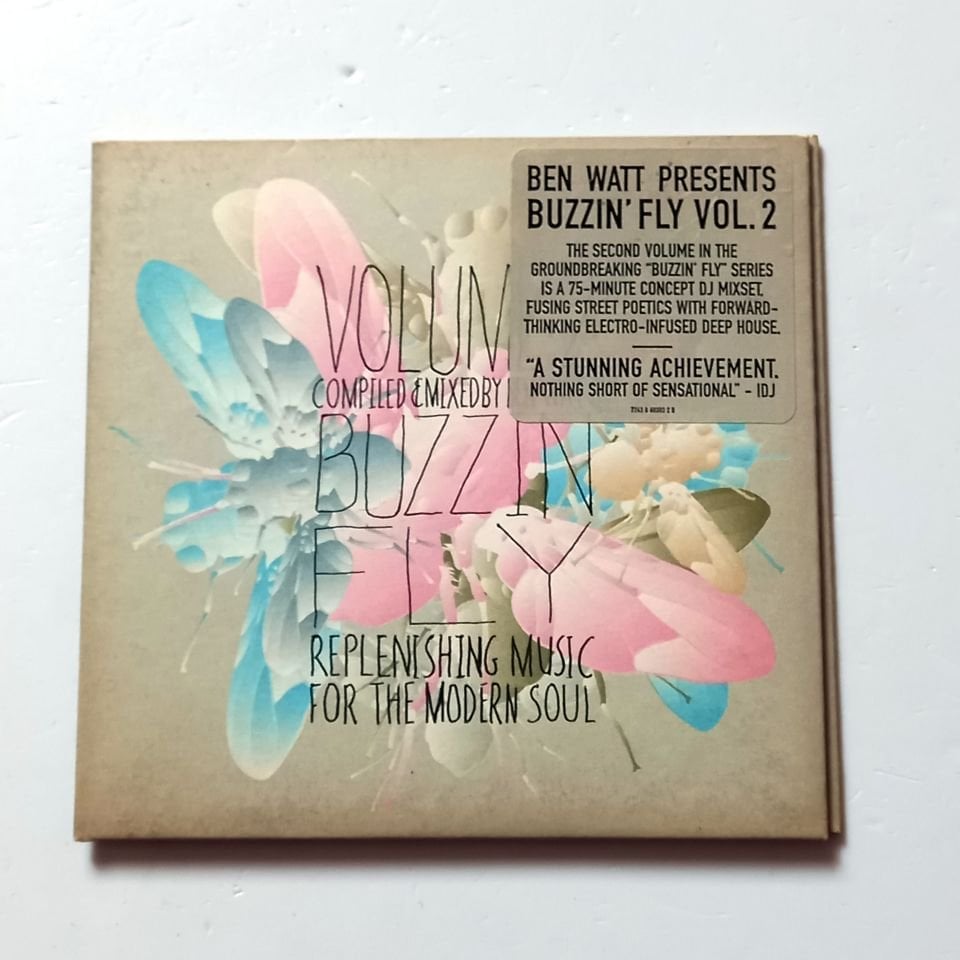 BEN WATT PRESENTS
BUZZIN' FLY VOL. 2
THE SECOND VOLUME IN THE
GROUNDBREAKING "BUZZIN' FLY" SERIES
IS A 75-MINUTE CONCEPT DJ MIXSET,
FUSING STREET POETICS WITH FORWARD-
THINKING ELECTRO-INFUSED DEEP HOUSE.
"A STUNNING ACHIEVEMENT.
NOTHING SHORT OF SENSATIONAL" – IDJ
VOLUM
COMPILED & MIXED BY
BUZZIN
FLY
REPLENISHING MUSIC
FOR THE MODERN SOUL